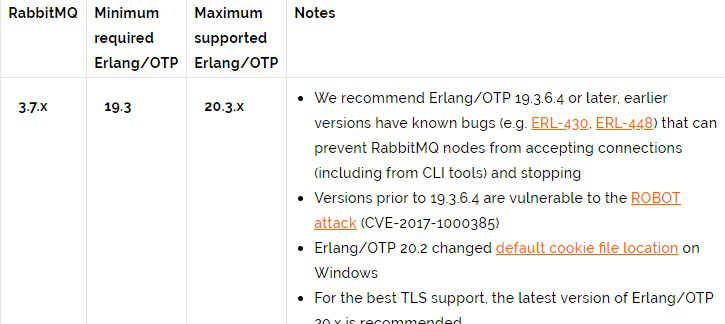 RabbitMQ Minimum required Erlang/OTP Maximum supported Erlang/OTP Notes
3.7.x 19.3 20.3.x
We recommend Erlang/OTP 19.3.6.4 or later, earlier
versions have known bugs (e.g. ERL-430, ERL-448) that can
prevent RabbitMQ nodes from accepting connections
(including from CLI tools) and stopping
Versions prior to 19.3.6.4 are vulnerable to the ROBOT
attack (CVE-2017-1000385)
Erlang/OTP 20.2 changed default cookie file location on
Windows
For the best TLS support, the latest version of Erlang/OTP
20.x is recommended